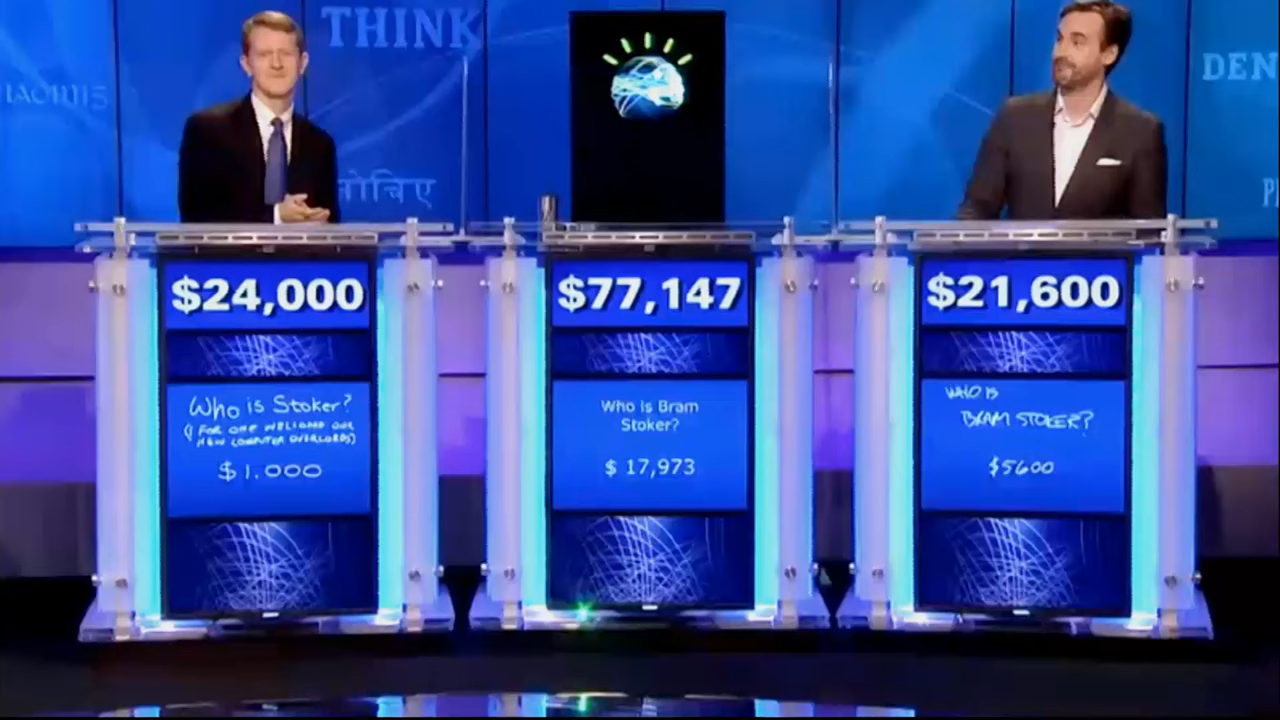 THINK
DEN
ोचिए
P
$24,000
$77,147
$21,600
Who is Stoker?
(I FOR ONE WELCOME OUR
NEW COMPUTER OVERLORDS)
$1,000
Who is Bram
Stoker?
$ 17,973
WHO IS
BRAM STOKER?
$5600